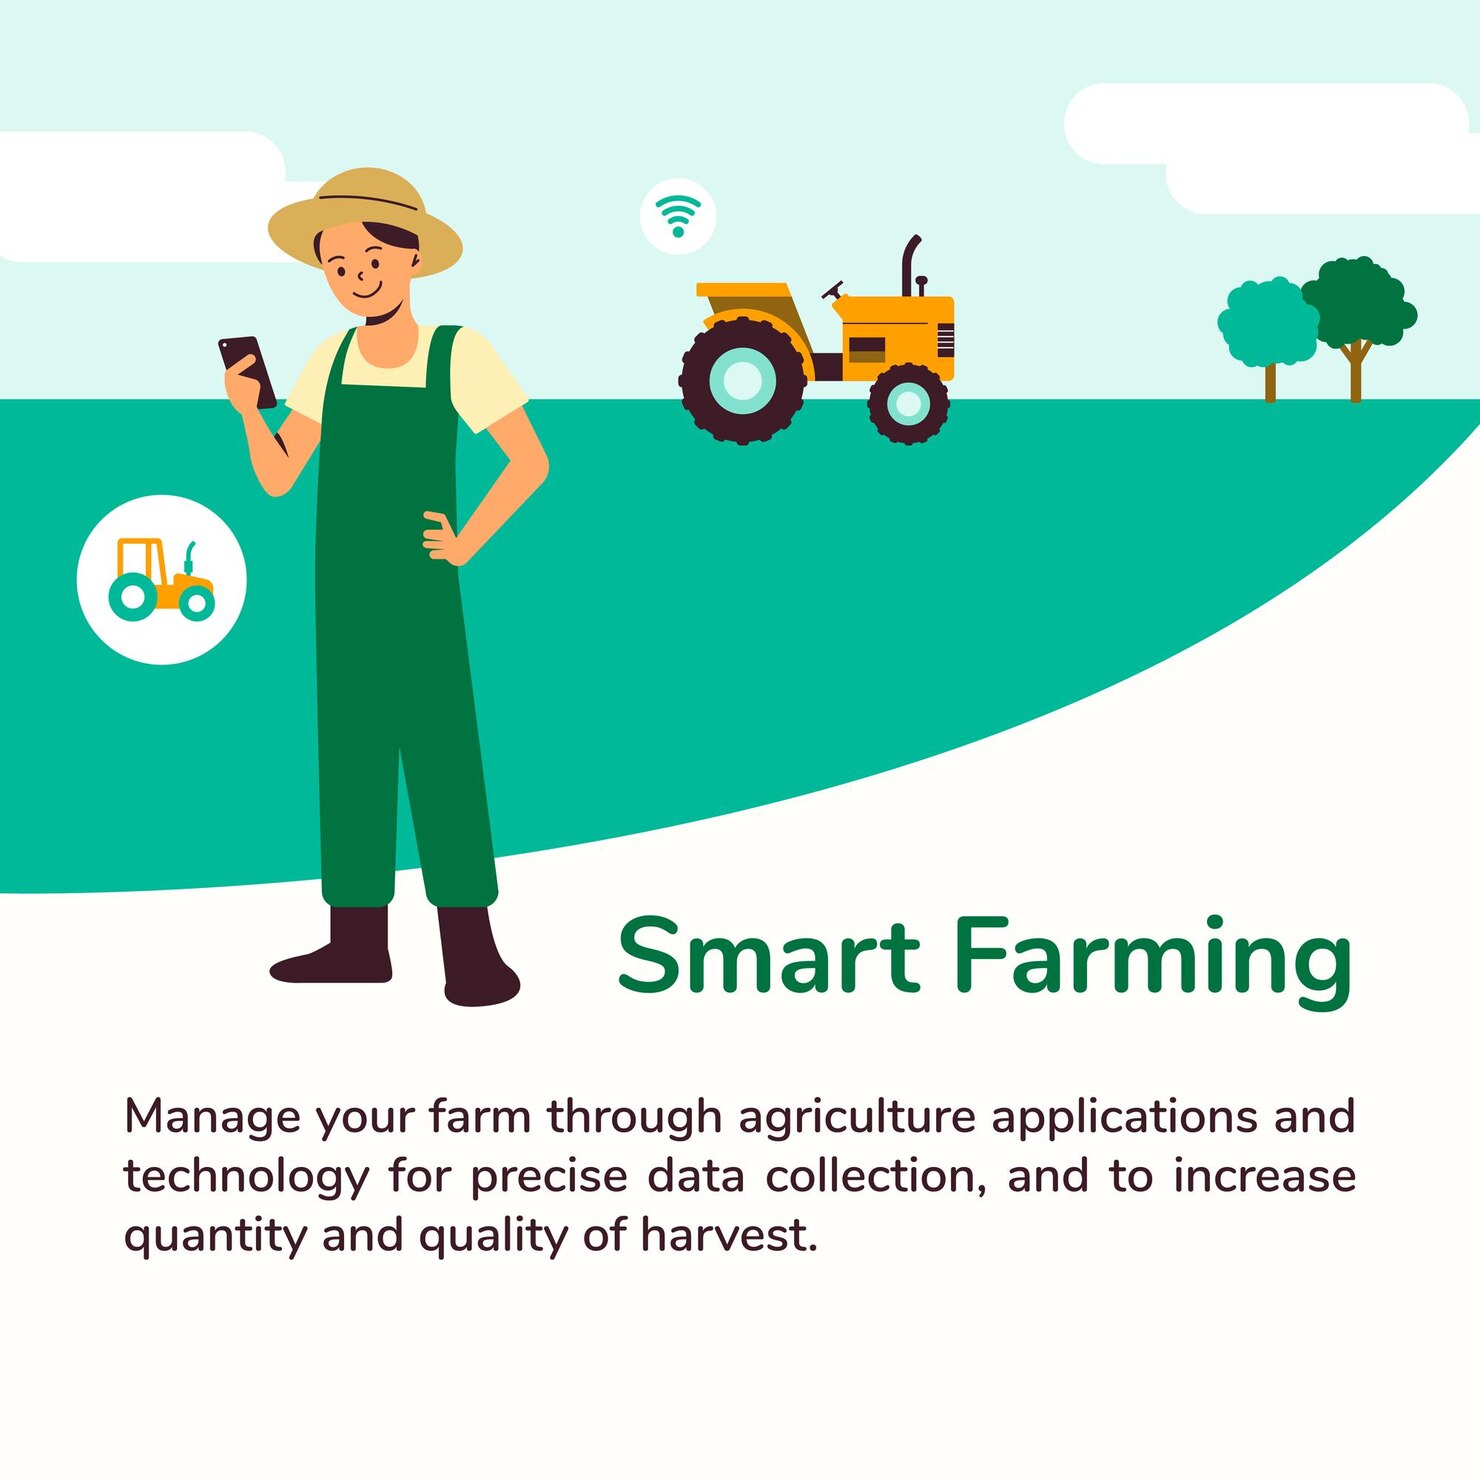 Smart Farming
Manage your farm through agriculture applications and
technology for precise data collection, and to increase
quantity and quality of harvest.